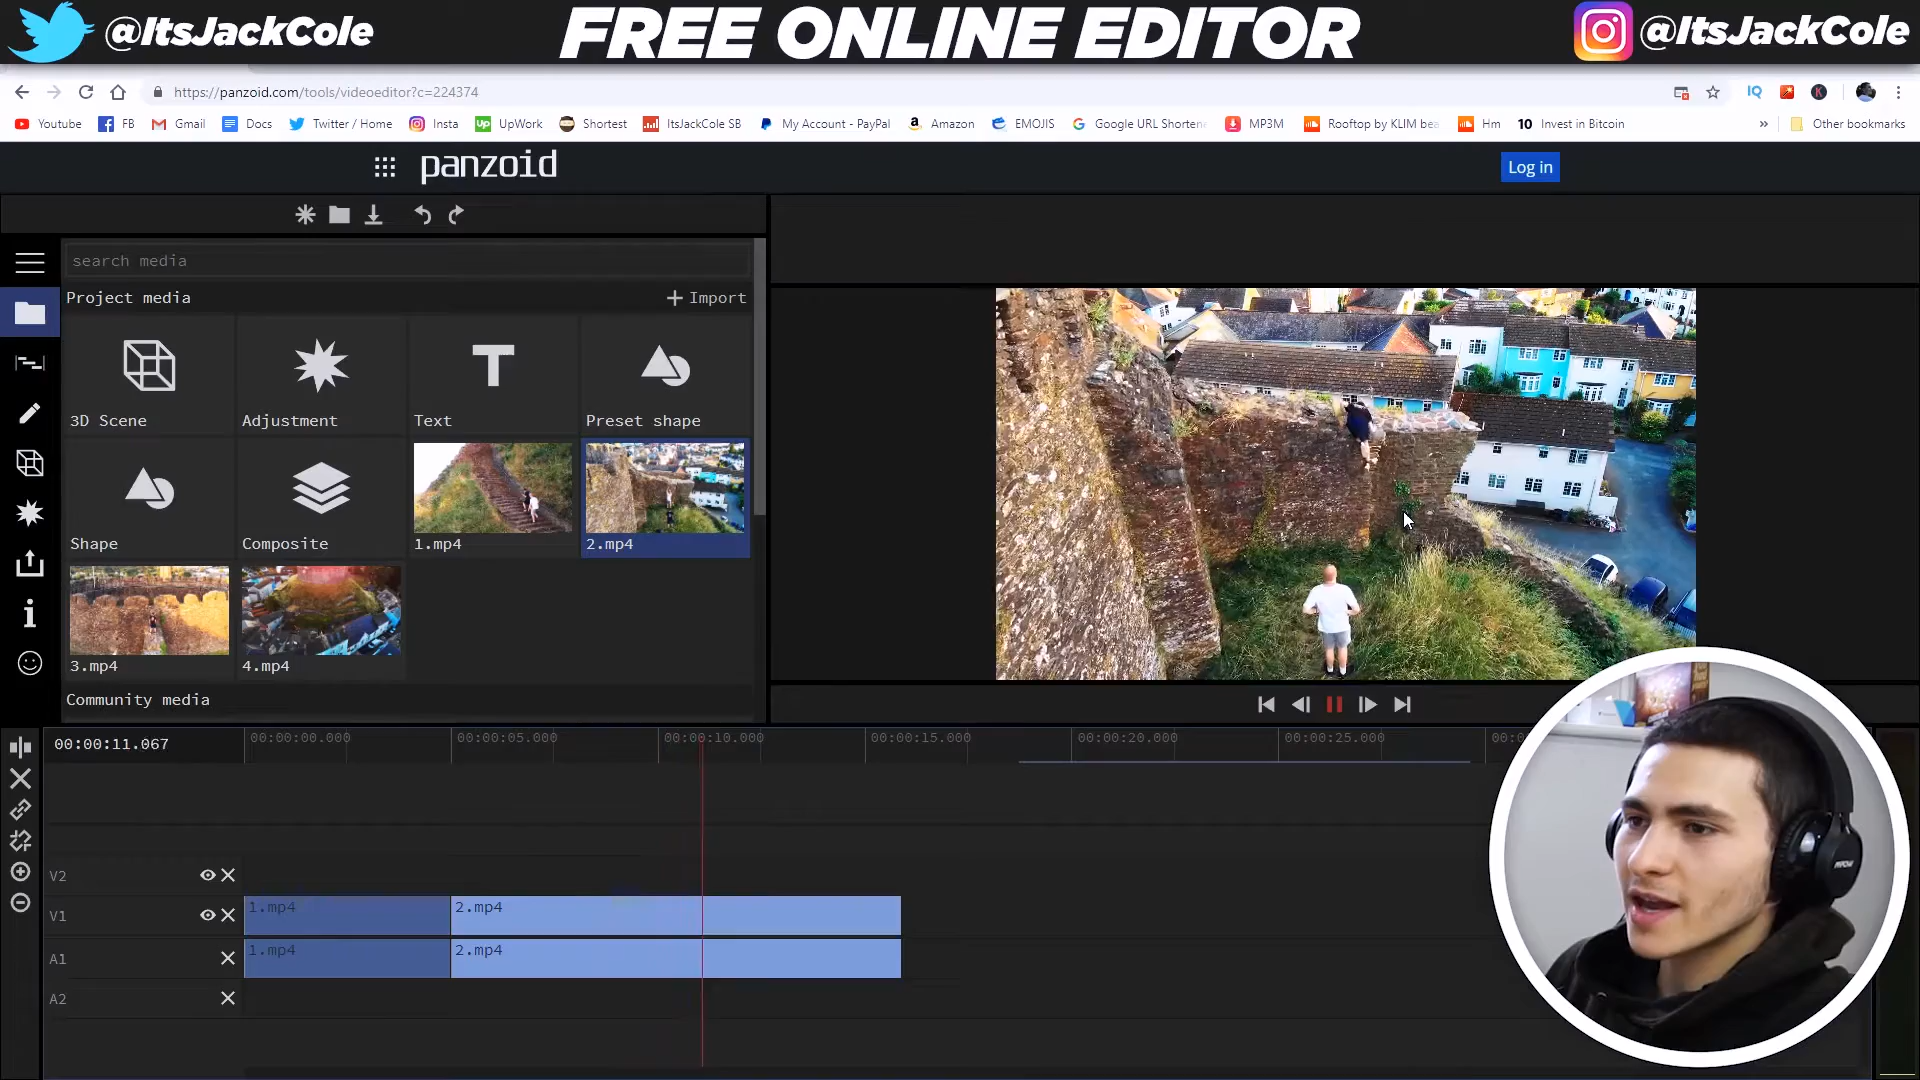 @ItsJackCole
FREE ONLINE EDITOR
@ItsJackCole
https://panzoid.com/tools/videoeditor?c=224374
IQ
K
Youtube
FB
Gmail
Docs
Twitter / Home
Insta
Up UpWork
Shortest
ItsJackCole SB
My Account - PayPal
Amazon
EMOJIS
Google URL Shortene
MP3M
Rooftop by KLIM bea
Hm
10 Invest in Bitcoin
»
Other bookmarks
panzoid
Log in
search media
Project media
+ Import
3D Scene
Adjustment
Text
Preset shape
Shape
Composite
1.mp4
2.mp4
3.mp4
4.mp4
Community media
00:00:11.067
00:00:00.000
00:00:05.000
00:00:10.000
00:00:15.000
00:00:20.000
00:00:25.000
00:0
V2
V1
1.mp4
2.mp4
A1
1.mp4
2.mp4
A2